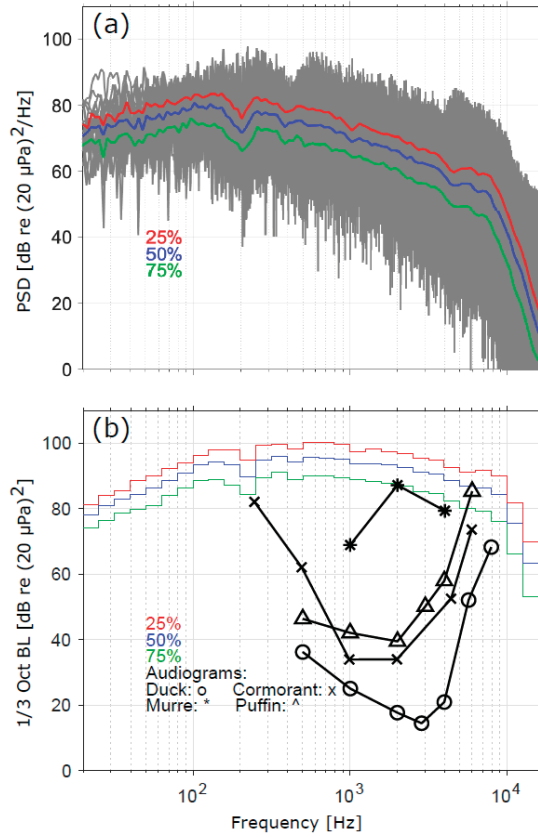 (a)
PSD [dB re (20 µPa)²/Hz]
100
80
60
40
20
0
25%
50%
75%
(b)
1/3 Oct BL [dB re (20 µPa)²]
100
80
60
40
20
0
25%
50%
75%
Audiograms:
Duck: o Cormorant: x
Murre: * Puffin: ^
10² 10³ 10⁴
Frequency [Hz]